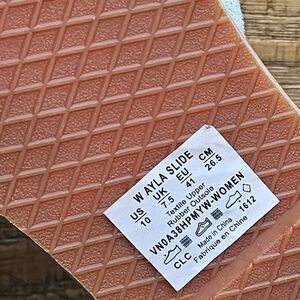 W AYLA SLIDE
US UK EU CM
10 7.5 41 26.5
Textile Upper
Rubber Outsole
VN0A38HPMYW-WOMEN
CLC Made in China 1612
Fabrique en Chine